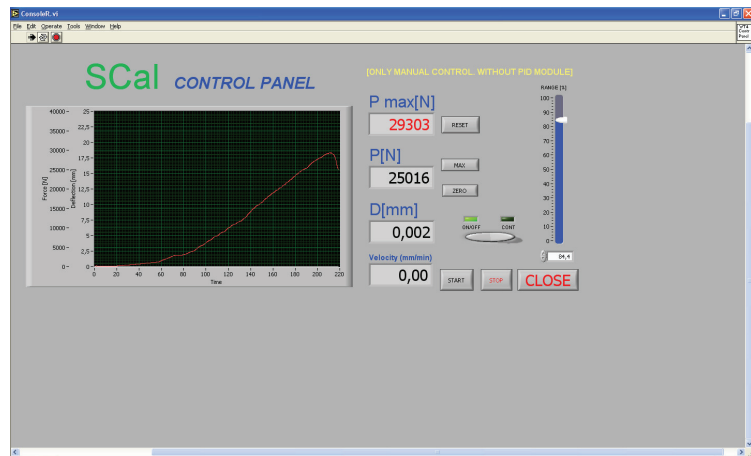 ConsoleR.vi
File Edit Operate Tools Window Help
SCal CONTROL PANEL
[ONLY MANUAL CONTROL. WITHOUT PID MODULE]
Force [N]
40000
35000
30000
25000
20000
15000
10000
5000
0
Deflection [mm]
25
22,5
20
17,5
15
12,5
10
7,5
5
2,5
0
0 20 40 60 80 100 120 140 160 180 200 220
Time
P max[N]
29303 RESET
P[N]
25016
MAX
ZERO
D[mm]
0,002
ON/OFF CONT
Velocity (mm/min)
0,00
START STOP CLOSE
RANGE [%]
100
90
80
70
60
50
40
30
20
10
0
84,4